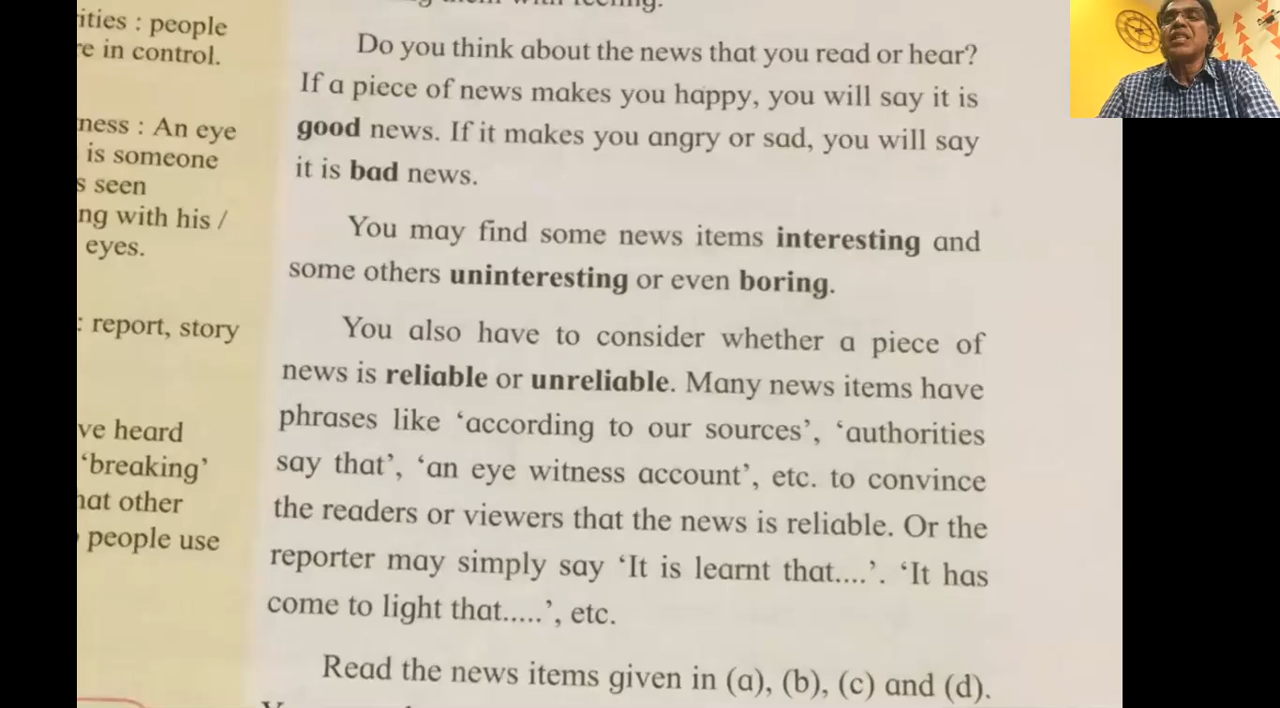 ities : people
e in control.
ness : An eye
is someone
s seen
ng with his /
eyes.
: report, story
ve heard
'breaking'
hat other
people use
Do you think about the news that you read or hear?
If a piece of news makes you happy, you will say it is
good news. If it makes you angry or sad, you will say
it is bad news.
You may find some news items interesting and
some others uninteresting or even boring.
You also have to consider whether a piece of
news is reliable or unreliable. Many news items have
phrases like 'according to our sources', 'authorities
say that', 'an eye witness account', etc. to convince
the readers or viewers that the news is reliable. Or the
reporter may simply say 'It is learnt that....'. 'It has
come to light that.....', etc.
Read the news items given in (a), (b), (c) and (d).